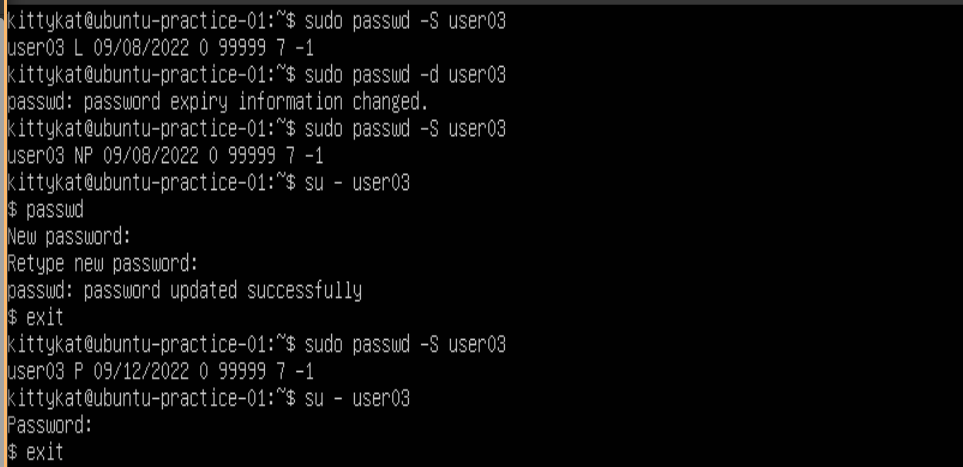 kittykat@ubuntu-practice-01:~$ sudo passwd -S user03
user03 L 09/08/2022 0 99999 7 -1
kittykat@ubuntu-practice-01:~$ sudo passwd -d user03
passwd: password expiry information changed.
kittykat@ubuntu-practice-01:~$ sudo passwd -S user03
user03 NP 09/08/2022 0 99999 7 -1
kittykat@ubuntu-practice-01:~$ su - user03
$ passwd
New password:
Retype new password:
passwd: password updated successfully
$ exit
kittykat@ubuntu-practice-01:~$ sudo passwd -S user03
user03 P 09/12/2022 0 99999 7 -1
kittykat@ubuntu-practice-01:~$ su - user03
Password:
$ exit